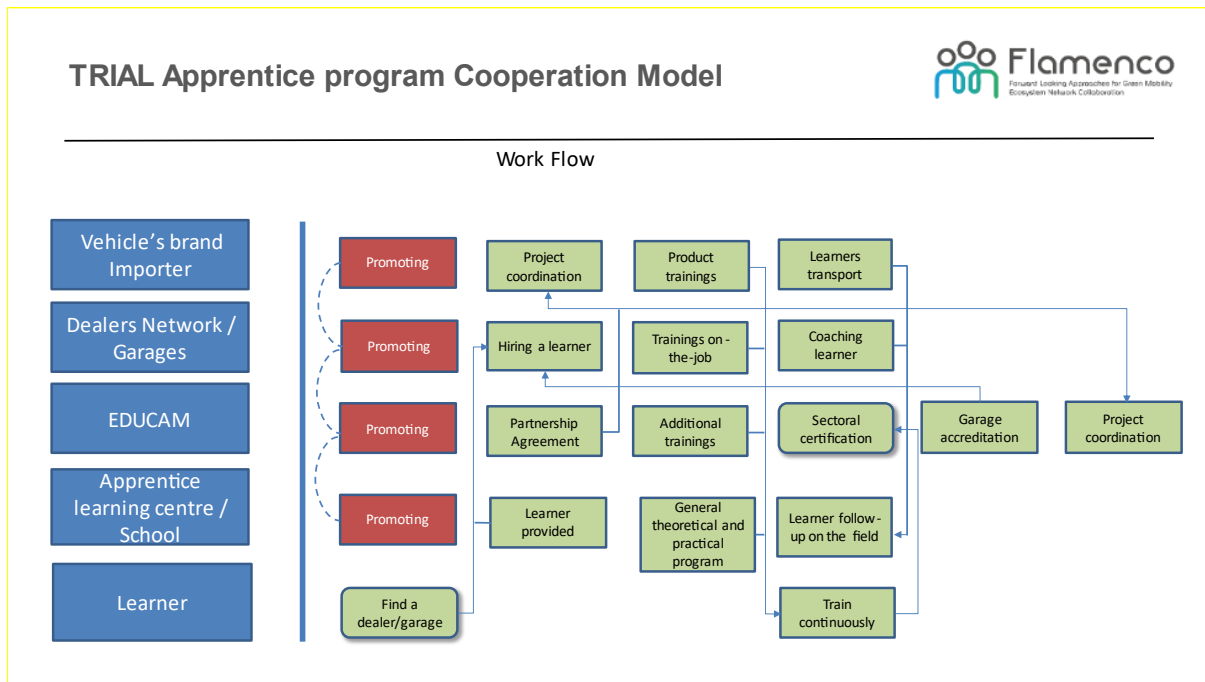 TRIAL Apprentice program Cooperation Model
Flamenco
Forward Looking Approaches for Green Mobility
Ecosystem Network Collaboration
Work Flow
Vehicle's brand
Importer
Promoting
Project
coordination
Product
trainings
Learners
transport
Dealers Network /
Garages
Promoting
Hiring a learner
Trainings on -
the-job
Coaching
learner
EDUCAM
Promoting
Partnership
Agreement
Additional
trainings
Sectoral
certification
Garage
accreditation
Project
coordination
Apprentice
learning centre /
School
Promoting
Learner
provided
General
theoretical and
practical
program
Learner follow-
up on the field
Learner
Find a
dealer/garage
Train
continuously